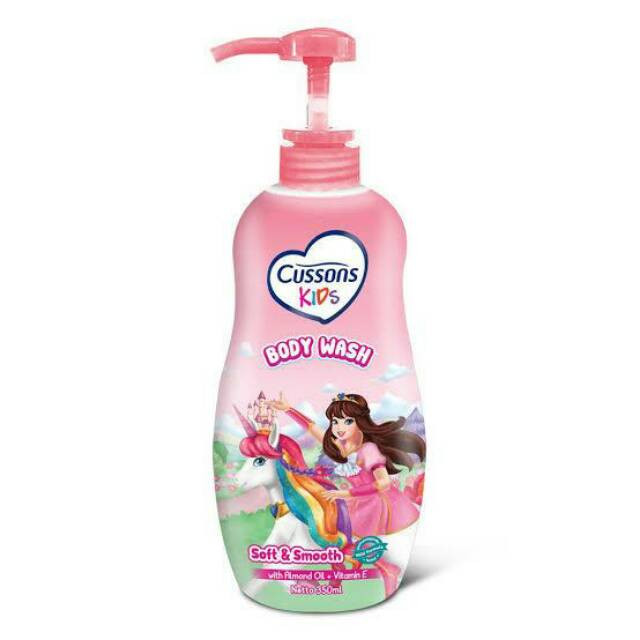 Cussons
KIDS
BODY WASH
Soft & Smooth
with Almond Oil + Vitamin E
Netto 350ml